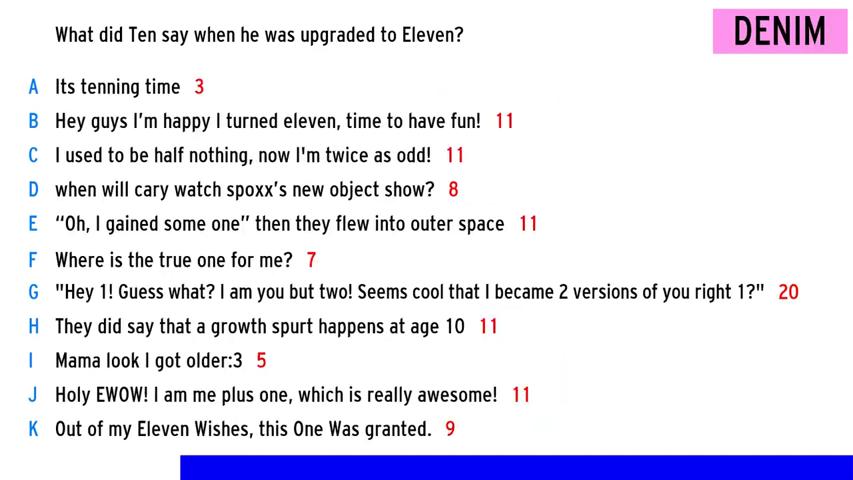 What did Ten say when he was upgraded to Eleven?
DENIM
A Its tenning time 3
B Hey guys I'm happy I turned eleven, time to have fun! 11
C I used to be half nothing, now I'm twice as odd! 11
D when will cary watch spoxx's new object show? 8
E “Oh, I gained some one” then they flew into outer space 11
F Where is the true one for me? 7
G "Hey 1! Guess what? I am you but two! Seems cool that I became 2 versions of you right 1?" 20
H They did say that a growth spurt happens at age 10 11
I Mama look I got older:3 5
J Holy EWOW! I am me plus one, which is really awesome! 11
K Out of my Eleven Wishes, this One Was granted. 9